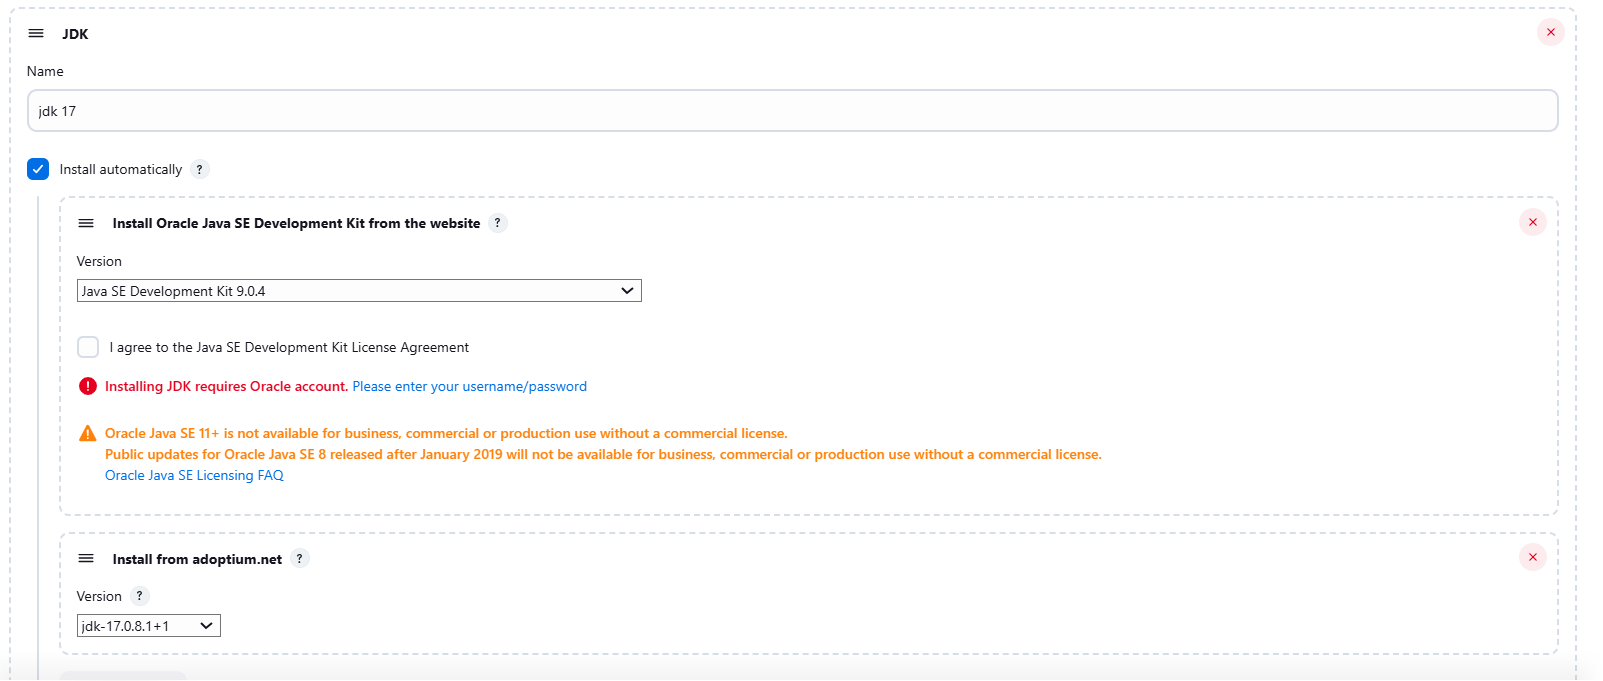 JDK
Name
jdk 17
Install automatically ?
Install Oracle Java SE Development Kit from the website ?
Version
Java SE Development Kit 9.0.4
I agree to the Java SE Development Kit License Agreement
Installing JDK requires Oracle account. Please enter your username/password
Oracle Java SE 11+ is not available for business, commercial or production use without a commercial license.
Public updates for Oracle Java SE 8 released after January 2019 will not be available for business, commercial or production use without a commercial license.
Oracle Java SE Licensing FAQ
Install from adoptium.net ?
Version ?
jdk-17.0.8.1+1